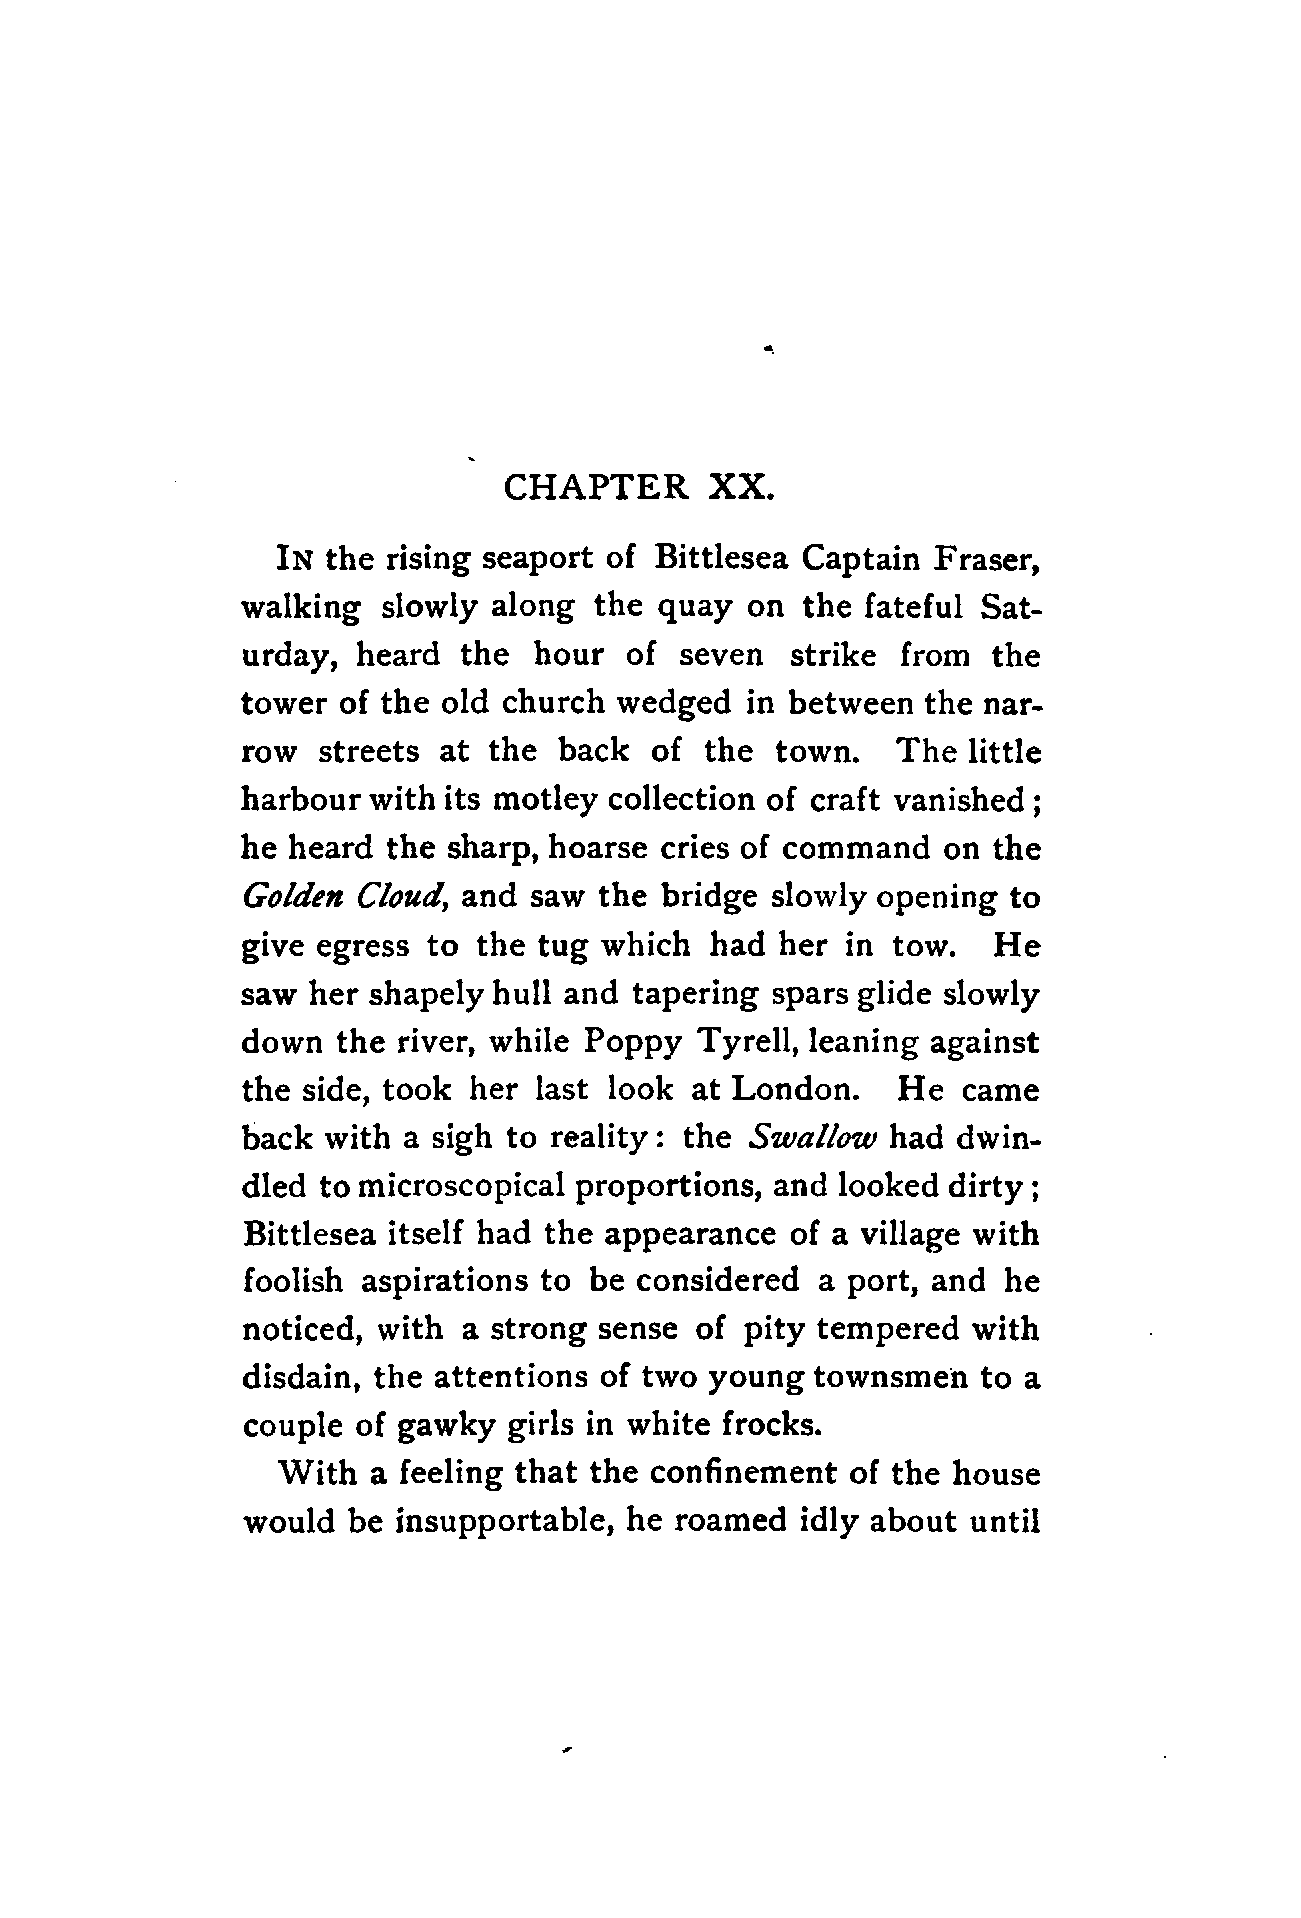 CHAPTER XX.
IN the rising seaport of Bittlesea Captain Fraser,
walking slowly along the quay on the fateful Sat-
urday, heard the hour of seven strike from the
tower of the old church wedged in between the nar-
row streets at the back of the town. The little
harbour with its motley collection of craft vanished ;
he heard the sharp, hoarse cries of command on the
Golden Cloud, and saw the bridge slowly opening to
give egress to the tug which had her in tow. He
saw her shapely hull and tapering spars glide slowly
down the river, while Poppy Tyrell, leaning against
the side, took her last look at London. He came
back with a sigh to reality : the Swallow had dwin-
dled to microscopical proportions, and looked dirty ;
Bittlesea itself had the appearance of a village with
foolish aspirations to be considered a port, and he
noticed, with a strong sense of pity tempered with
disdain, the attentions of two young townsmen to a
couple of gawky girls in white frocks.
With a feeling that the confinement of the house
would be insupportable, he roamed idly about until